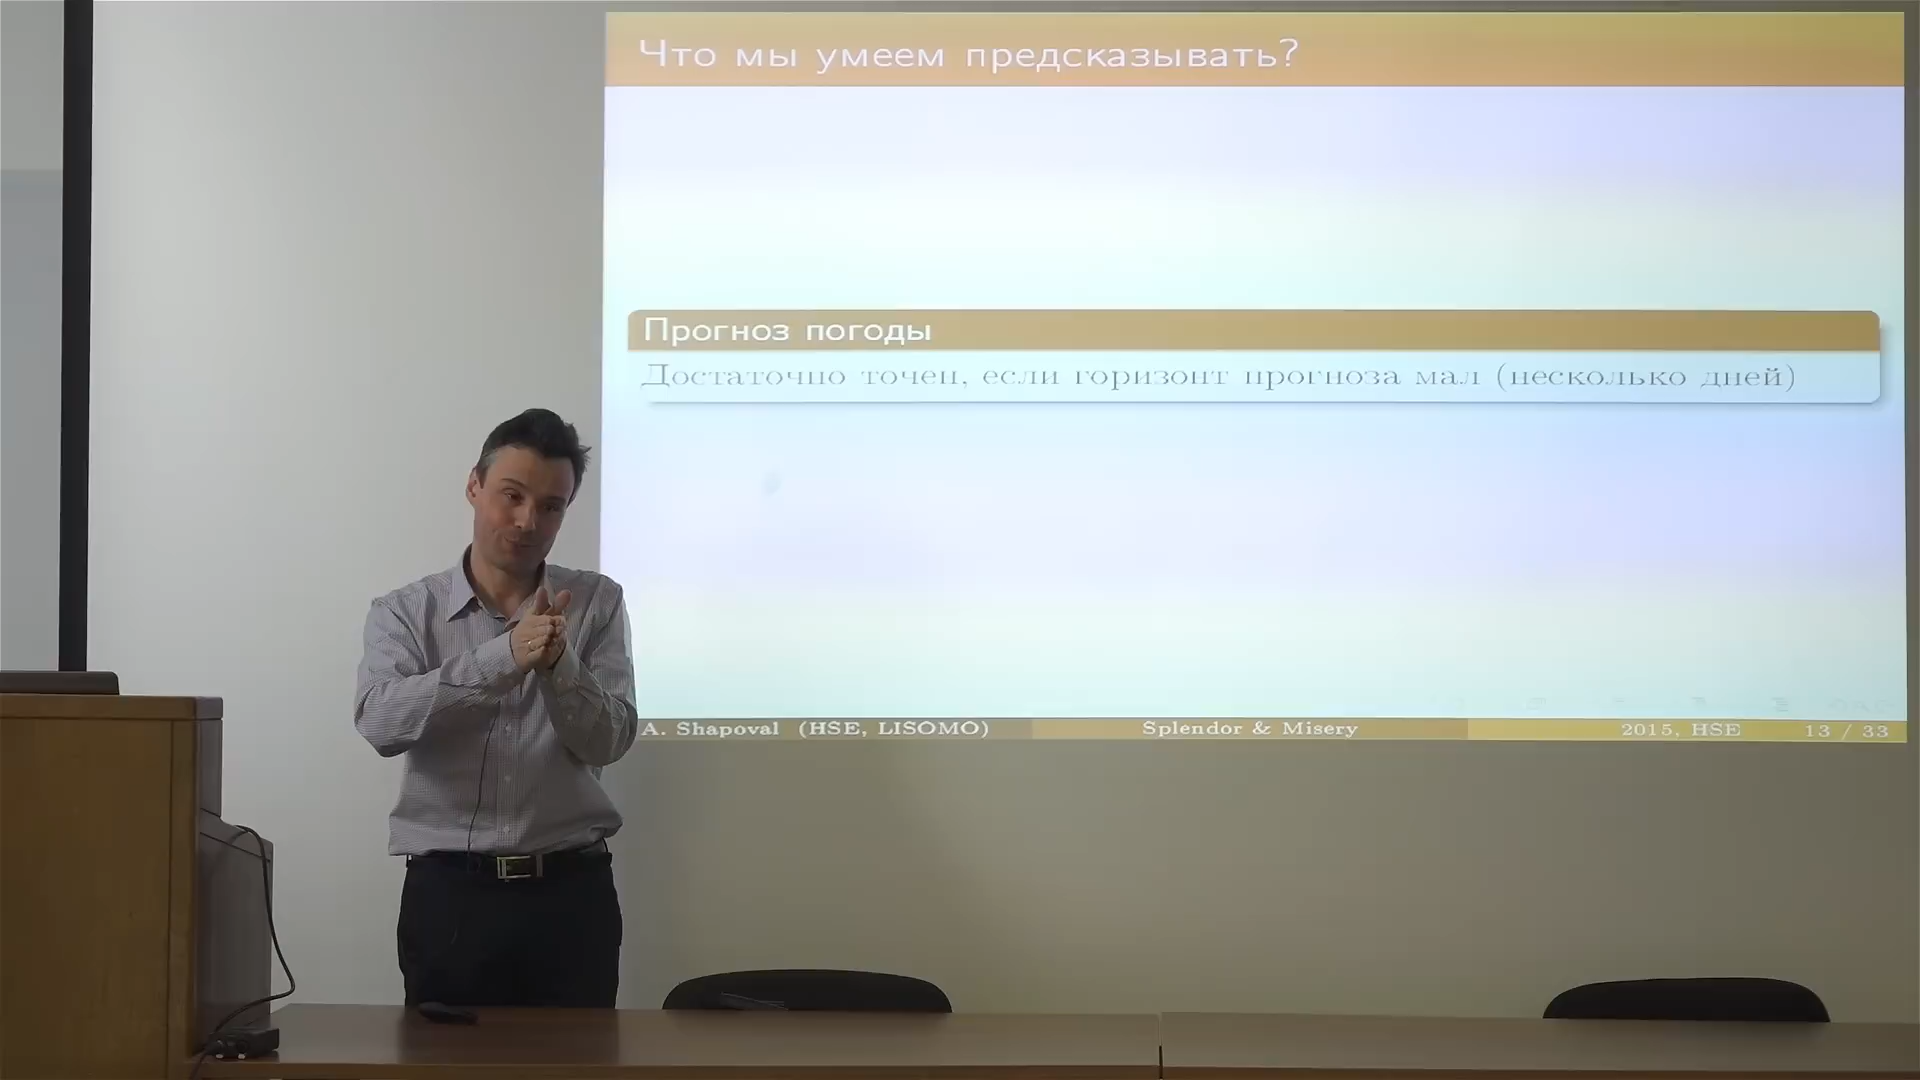 Что мы умеем предсказывать?
Прогноз погоды
Достаточно точен, если горизонт прогноза мал (несколько дней)
A. Shapoval (HSE, LISOMO) Splendor & Misery 2015, HSE 13 / 33